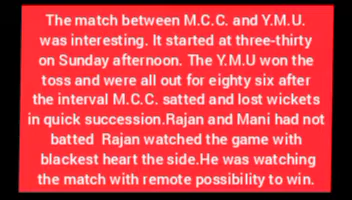 The match between M.C.C. and Y.M.U.
was interesting. It started at three-thirty
on Sunday afternoon. The Y.M.U won the
toss and were all out for eighty six after
the interval M.C.C. satted and lost wickets
in quick succession.Rajan and Mani had not
batted Rajan watched the game with
blackest heart the side.He was watching
the match with remote possibility to win.